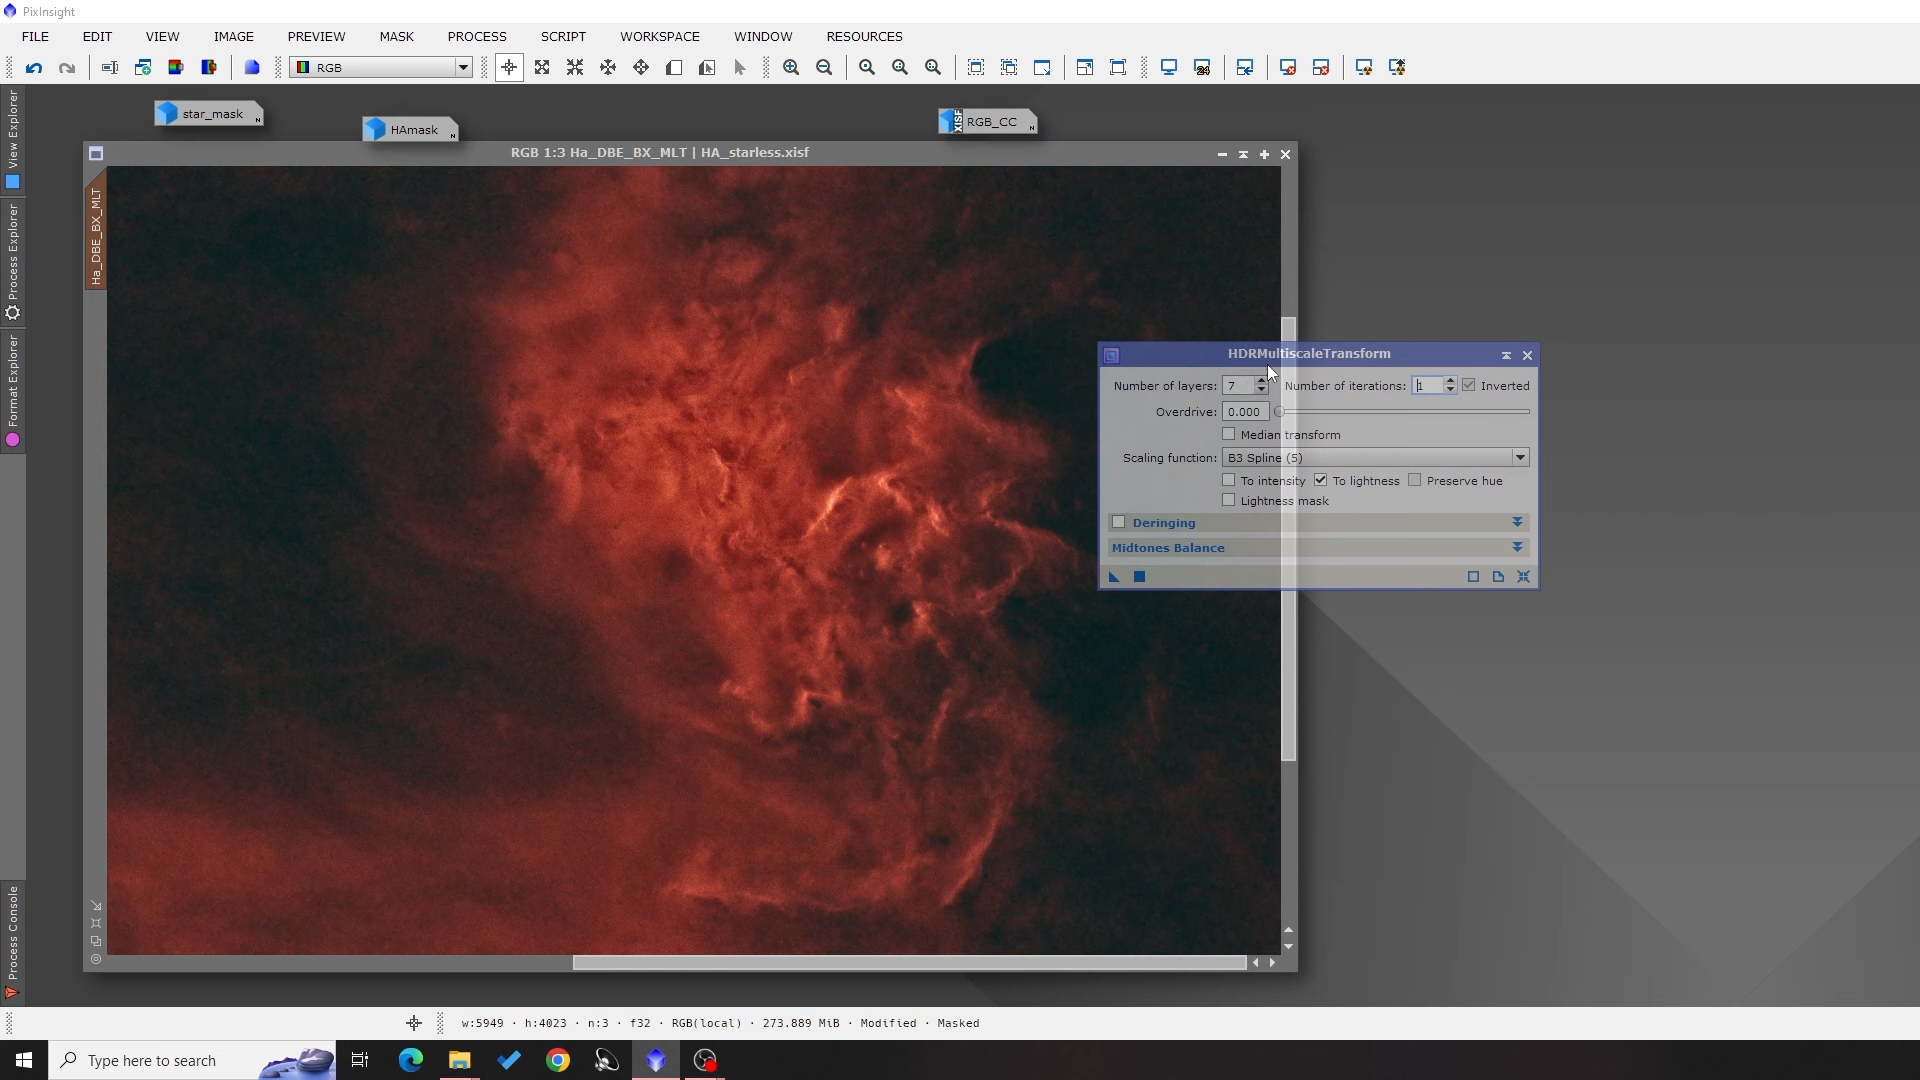 PixInsight
FILE EDIT VIEW IMAGE PREVIEW MASK PROCESS SCRIPT WORKSPACE WINDOW RESOURCES
RGB
24
View Explorer
Process Explorer
Format Explorer
Process Console
star_mask
N
HAmask
N
XISF
RGB_CC
N
RGB 1:3 Ha_DBE_BX_MLT | HA_starless.xisf
Ha_DBE_BX_MLT
HDRMultiscaleTransform
Number of layers: 7 Number of iterations: 1 Inverted
Overdrive: 0.000
Median transform
Scaling function: B3 Spline (5)
To intensity To lightness Preserve hue
Lightness mask
Deringing
Midtones Balance
w:5949 · h:4023 · n:3 · f32 · RGB(local) · 273.889 MiB · Modified · Masked
Type here to search